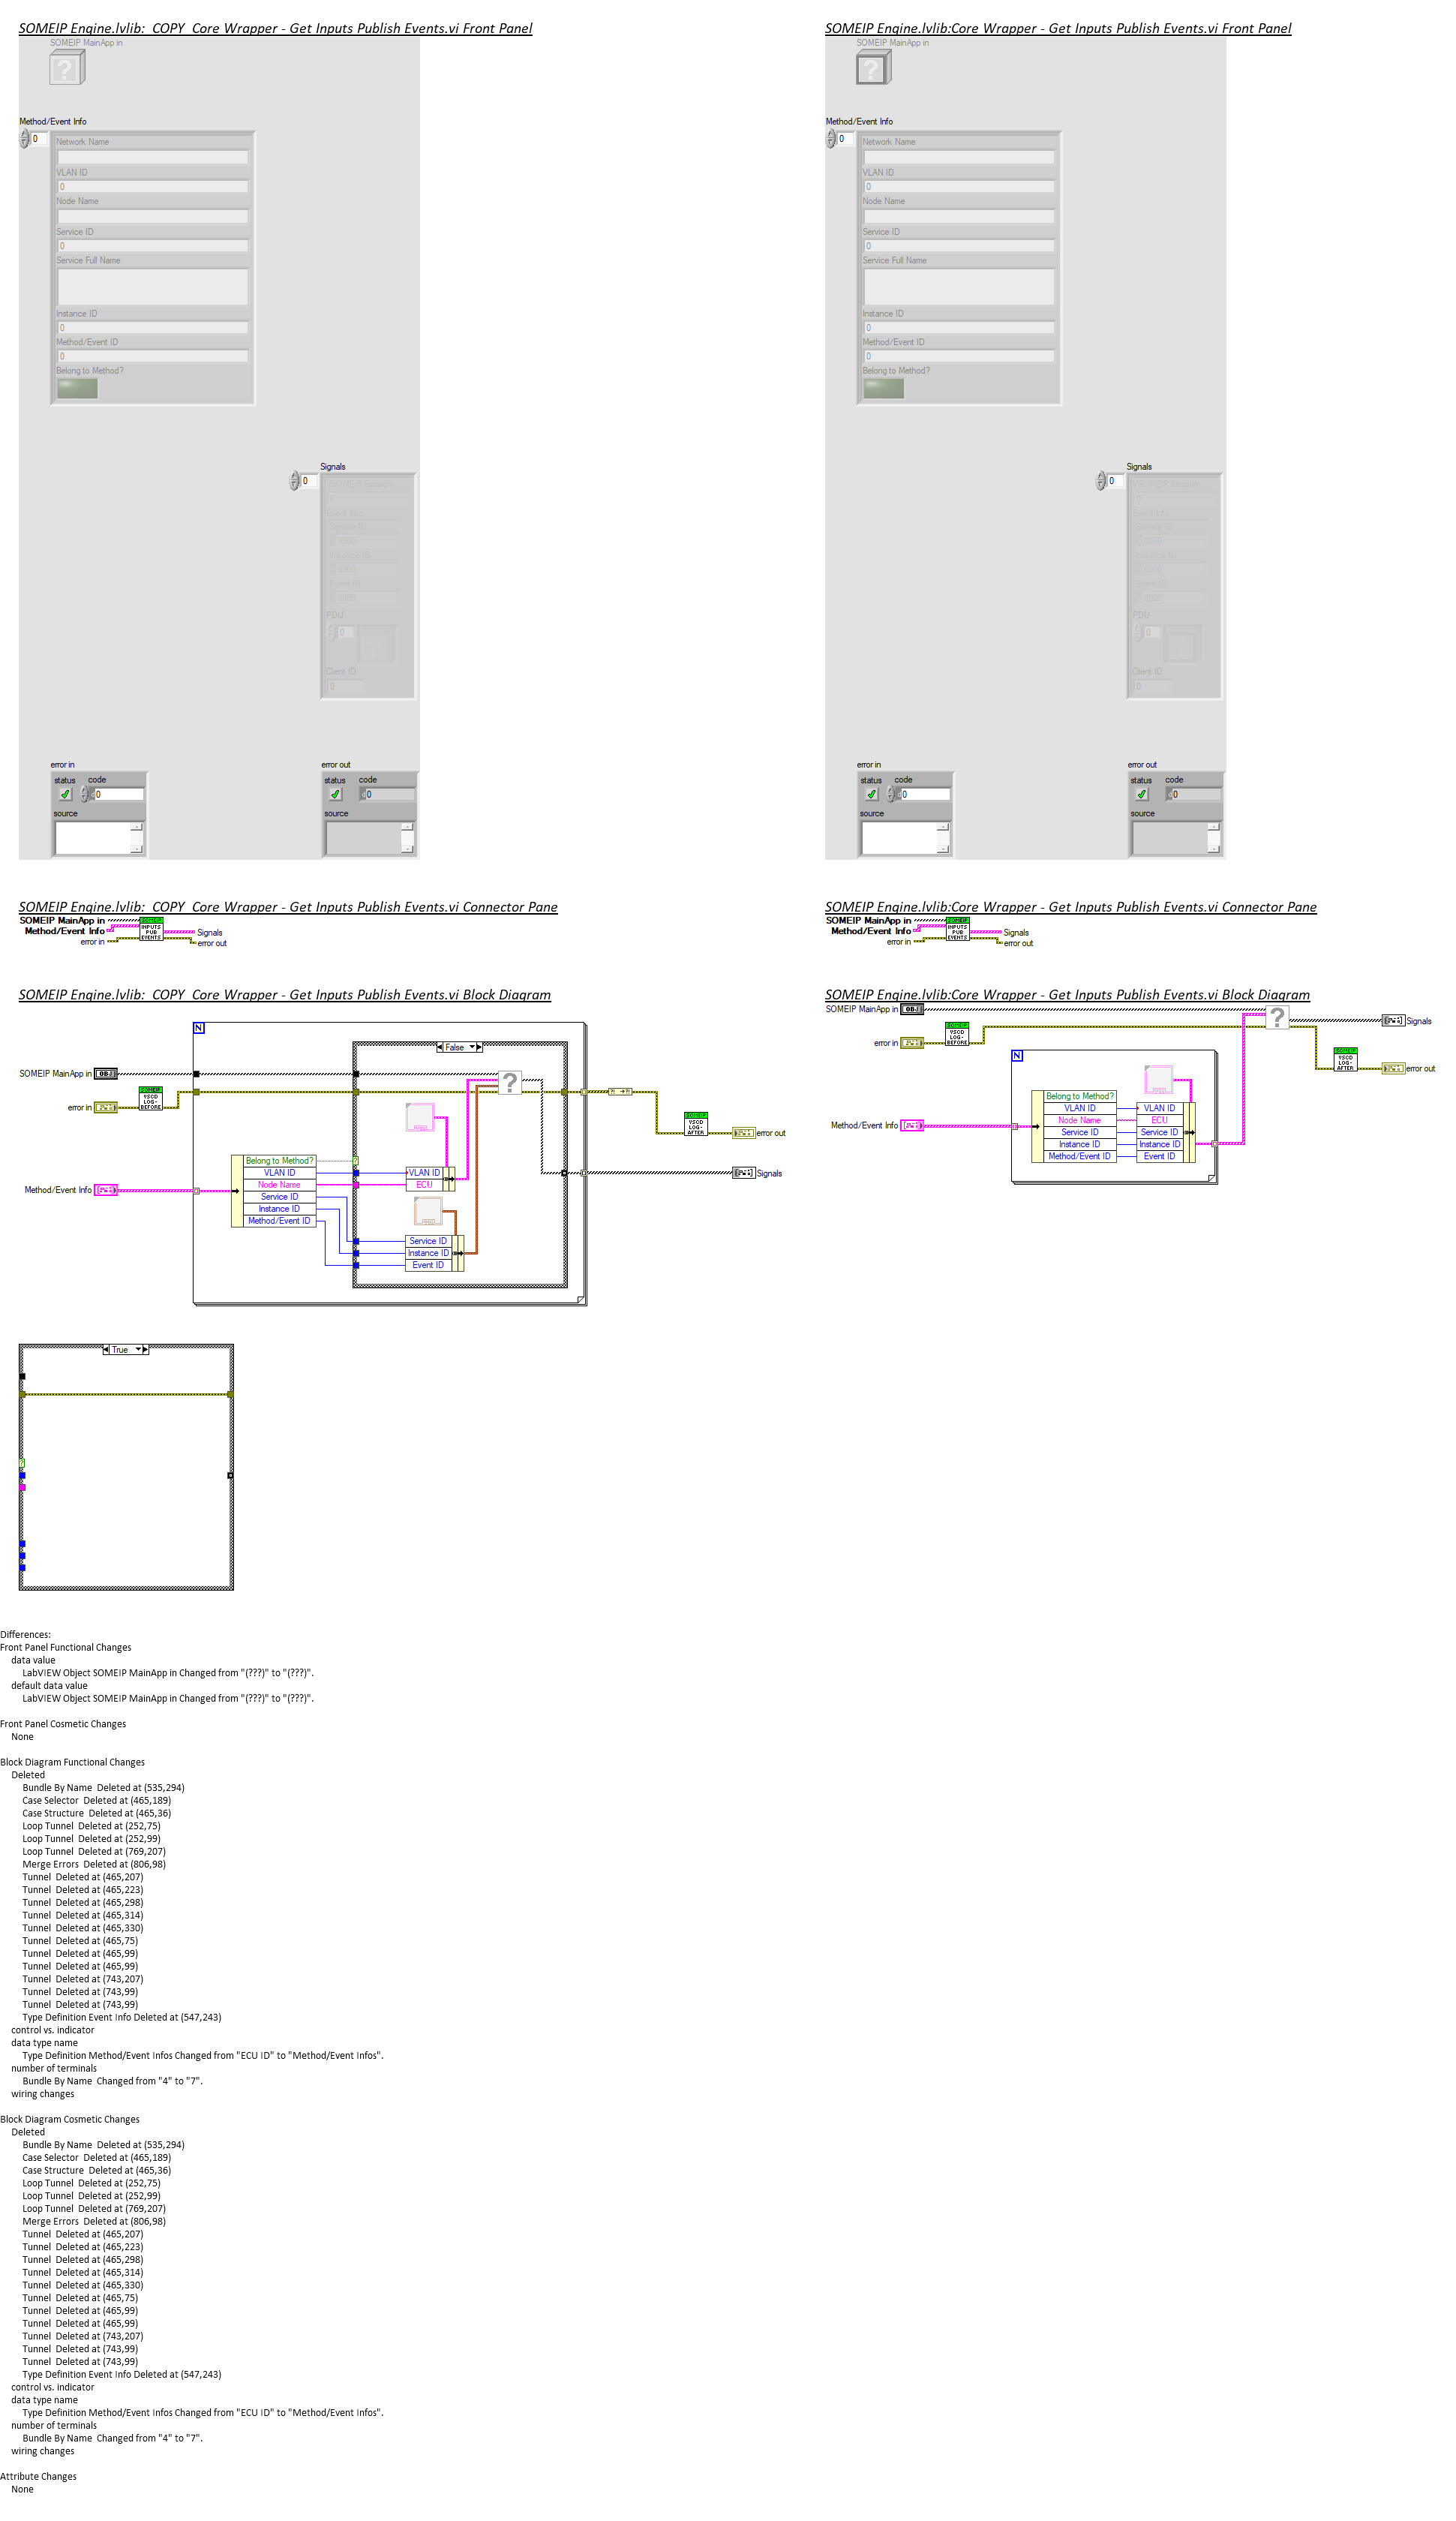 SOMEIP Engine.lvlib:  COPY  Core Wrapper - Get Inputs Publish Events.vi Front Panel
SOMEIP MainApp in
?
Method/Event Info
0
Network Name
VLAN ID
0
Node Name
Service ID
0
Service Full Name
Instance ID
0
Method/Event ID
0
Belong to Method?
Signals
0
Service ID
0000
Instance ID
0000
Event ID
0000
PDU
0
Client ID
0
error in
status code
0
source
error out
status code
0
source
SOMEIP Engine.lvlib:Core Wrapper - Get Inputs Publish Events.vi Front Panel
SOMEIP MainApp in
?
Method/Event Info
0
Network Name
VLAN ID
0
Node Name
Service ID
0
Service Full Name
Instance ID
0
Method/Event ID
0
Belong to Method?
Signals
0
Service ID
0000
Instance ID
0000
Event ID
0000
PDU
0
Client ID
0
error in
status code
0
source
error out
status code
0
source
SOMEIP Engine.lvlib:  COPY  Core Wrapper - Get Inputs Publish Events.vi Connector Pane
SOMEIP MainApp in
Method/Event Info
error in
SOMEIP
INPUTS
PUB
EVENTS
Signals
error out
SOMEIP Engine.lvlib:Core Wrapper - Get Inputs Publish Events.vi Connector Pane
SOMEIP MainApp in
Method/Event Info
error in
SOMEIP
INPUTS
PUB
EVENTS
Signals
error out
SOMEIP Engine.lvlib:  COPY  Core Wrapper - Get Inputs Publish Events.vi Block Diagram
N
False
SOMEIP MainApp in
OBJ
?
error in
SOMEIP
VSCD
LOG-
BEFORE
SOMEIP
VSCD
LOG-
AFTER
error out
Method/Event Info
Belong to Method?
VLAN ID
Node Name
Service ID
Instance ID
Method/Event ID
?
VLAN ID
ECU
Service ID
Instance ID
Event ID
Signals
True
?
SOMEIP Engine.lvlib:Core Wrapper - Get Inputs Publish Events.vi Block Diagram
SOMEIP MainApp in
OBJ
?
Signals
error in
SOMEIP
VSCD
LOG-
BEFORE
N
SOMEIP
VSCD
LOG-
AFTER
error out
Method/Event Info
Belong to Method?
VLAN ID
Node Name
Service ID
Instance ID
Method/Event ID
VLAN ID
ECU
Service ID
Instance ID
Event ID
Differences:
Front Panel Functional Changes
data value
LabVIEW Object SOMEIP MainApp in Changed from "(???)" to "(???)".
default data value
LabVIEW Object SOMEIP MainApp in Changed from "(???)" to "(???)".
Front Panel Cosmetic Changes
None
Block Diagram Functional Changes
Deleted
Bundle By Name  Deleted at (535,294)
Case Selector  Deleted at (465,189)
Case Structure  Deleted at (465,36)
Loop Tunnel  Deleted at (252,75)
Loop Tunnel  Deleted at (252,99)
Loop Tunnel  Deleted at (769,207)
Merge Errors  Deleted at (806,98)
Tunnel  Deleted at (465,207)
Tunnel  Deleted at (465,223)
Tunnel  Deleted at (465,298)
Tunnel  Deleted at (465,314)
Tunnel  Deleted at (465,330)
Tunnel  Deleted at (465,75)
Tunnel  Deleted at (465,99)
Tunnel  Deleted at (465,99)
Tunnel  Deleted at (743,207)
Tunnel  Deleted at (743,99)
Tunnel  Deleted at (743,99)
Type Definition Event Info Deleted at (547,243)
control vs. indicator
data type name
Type Definition Method/Event Infos Changed from "ECU ID" to "Method/Event Infos".
number of terminals
Bundle By Name  Changed from "4" to "7".
wiring changes
Block Diagram Cosmetic Changes
Deleted
Bundle By Name  Deleted at (535,294)
Case Selector  Deleted at (465,189)
Case Structure  Deleted at (465,36)
Loop Tunnel  Deleted at (252,75)
Loop Tunnel  Deleted at (252,99)
Loop Tunnel  Deleted at (769,207)
Merge Errors  Deleted at (806,98)
Tunnel  Deleted at (465,207)
Tunnel  Deleted at (465,223)
Tunnel  Deleted at (465,298)
Tunnel  Deleted at (465,314)
Tunnel  Deleted at (465,330)
Tunnel  Deleted at (465,75)
Tunnel  Deleted at (465,99)
Tunnel  Deleted at (465,99)
Tunnel  Deleted at (743,207)
Tunnel  Deleted at (743,99)
Tunnel  Deleted at (743,99)
Type Definition Event Info Deleted at (547,243)
control vs. indicator
data type name
Type Definition Method/Event Infos Changed from "ECU ID" to "Method/Event Infos".
number of terminals
Bundle By Name  Changed from "4" to "7".
wiring changes
Attribute Changes
None